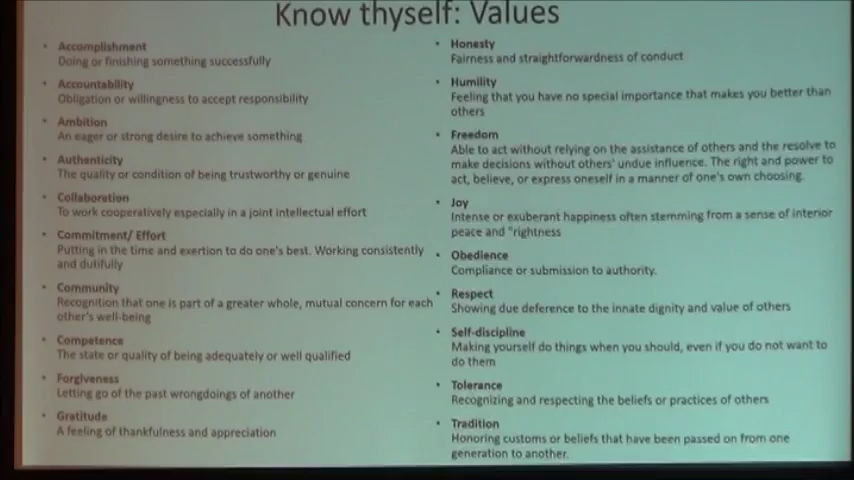 Know thyself: Values
• Accomplishment
Doing or finishing something successfully
• Accountability
Obligation or willingness to accept responsibility
• Ambition
An eager or strong desire to achieve something
• Authenticity
The quality or condition of being trustworthy or genuine
• Collaboration
To work cooperatively especially in a joint intellectual effort
• Commitment/ Effort
Putting in the time and exertion to do one's best. Working consistently
and dutifully
• Community
Recognition that one is part of a greater whole, mutual concern for each
other's well-being
• Competence
The state or quality of being adequately or well qualified
• Forgiveness
Letting go of the past wrongdoings of another
• Gratitude
A feeling of thankfulness and appreciation
• Honesty
Fairness and straightforwardness of conduct
• Humility
Feeling that you have no special importance that makes you better than
others
• Freedom
Able to act without relying on the assistance of others and the resolve to
make decisions without others' undue influence. The right and power to
act, believe, or express oneself in a manner of one's own choosing.
• Joy
Intense or exuberant happiness often stemming from a sense of interior
peace and "rightness
• Obedience
Compliance or submission to authority.
• Respect
Showing due deference to the innate dignity and value of others
• Self-discipline
Making yourself do things when you should, even if you do not want to
do them
• Tolerance
Recognizing and respecting the beliefs or practices of others
• Tradition
Honoring customs or beliefs that have been passed on from one
generation to another.